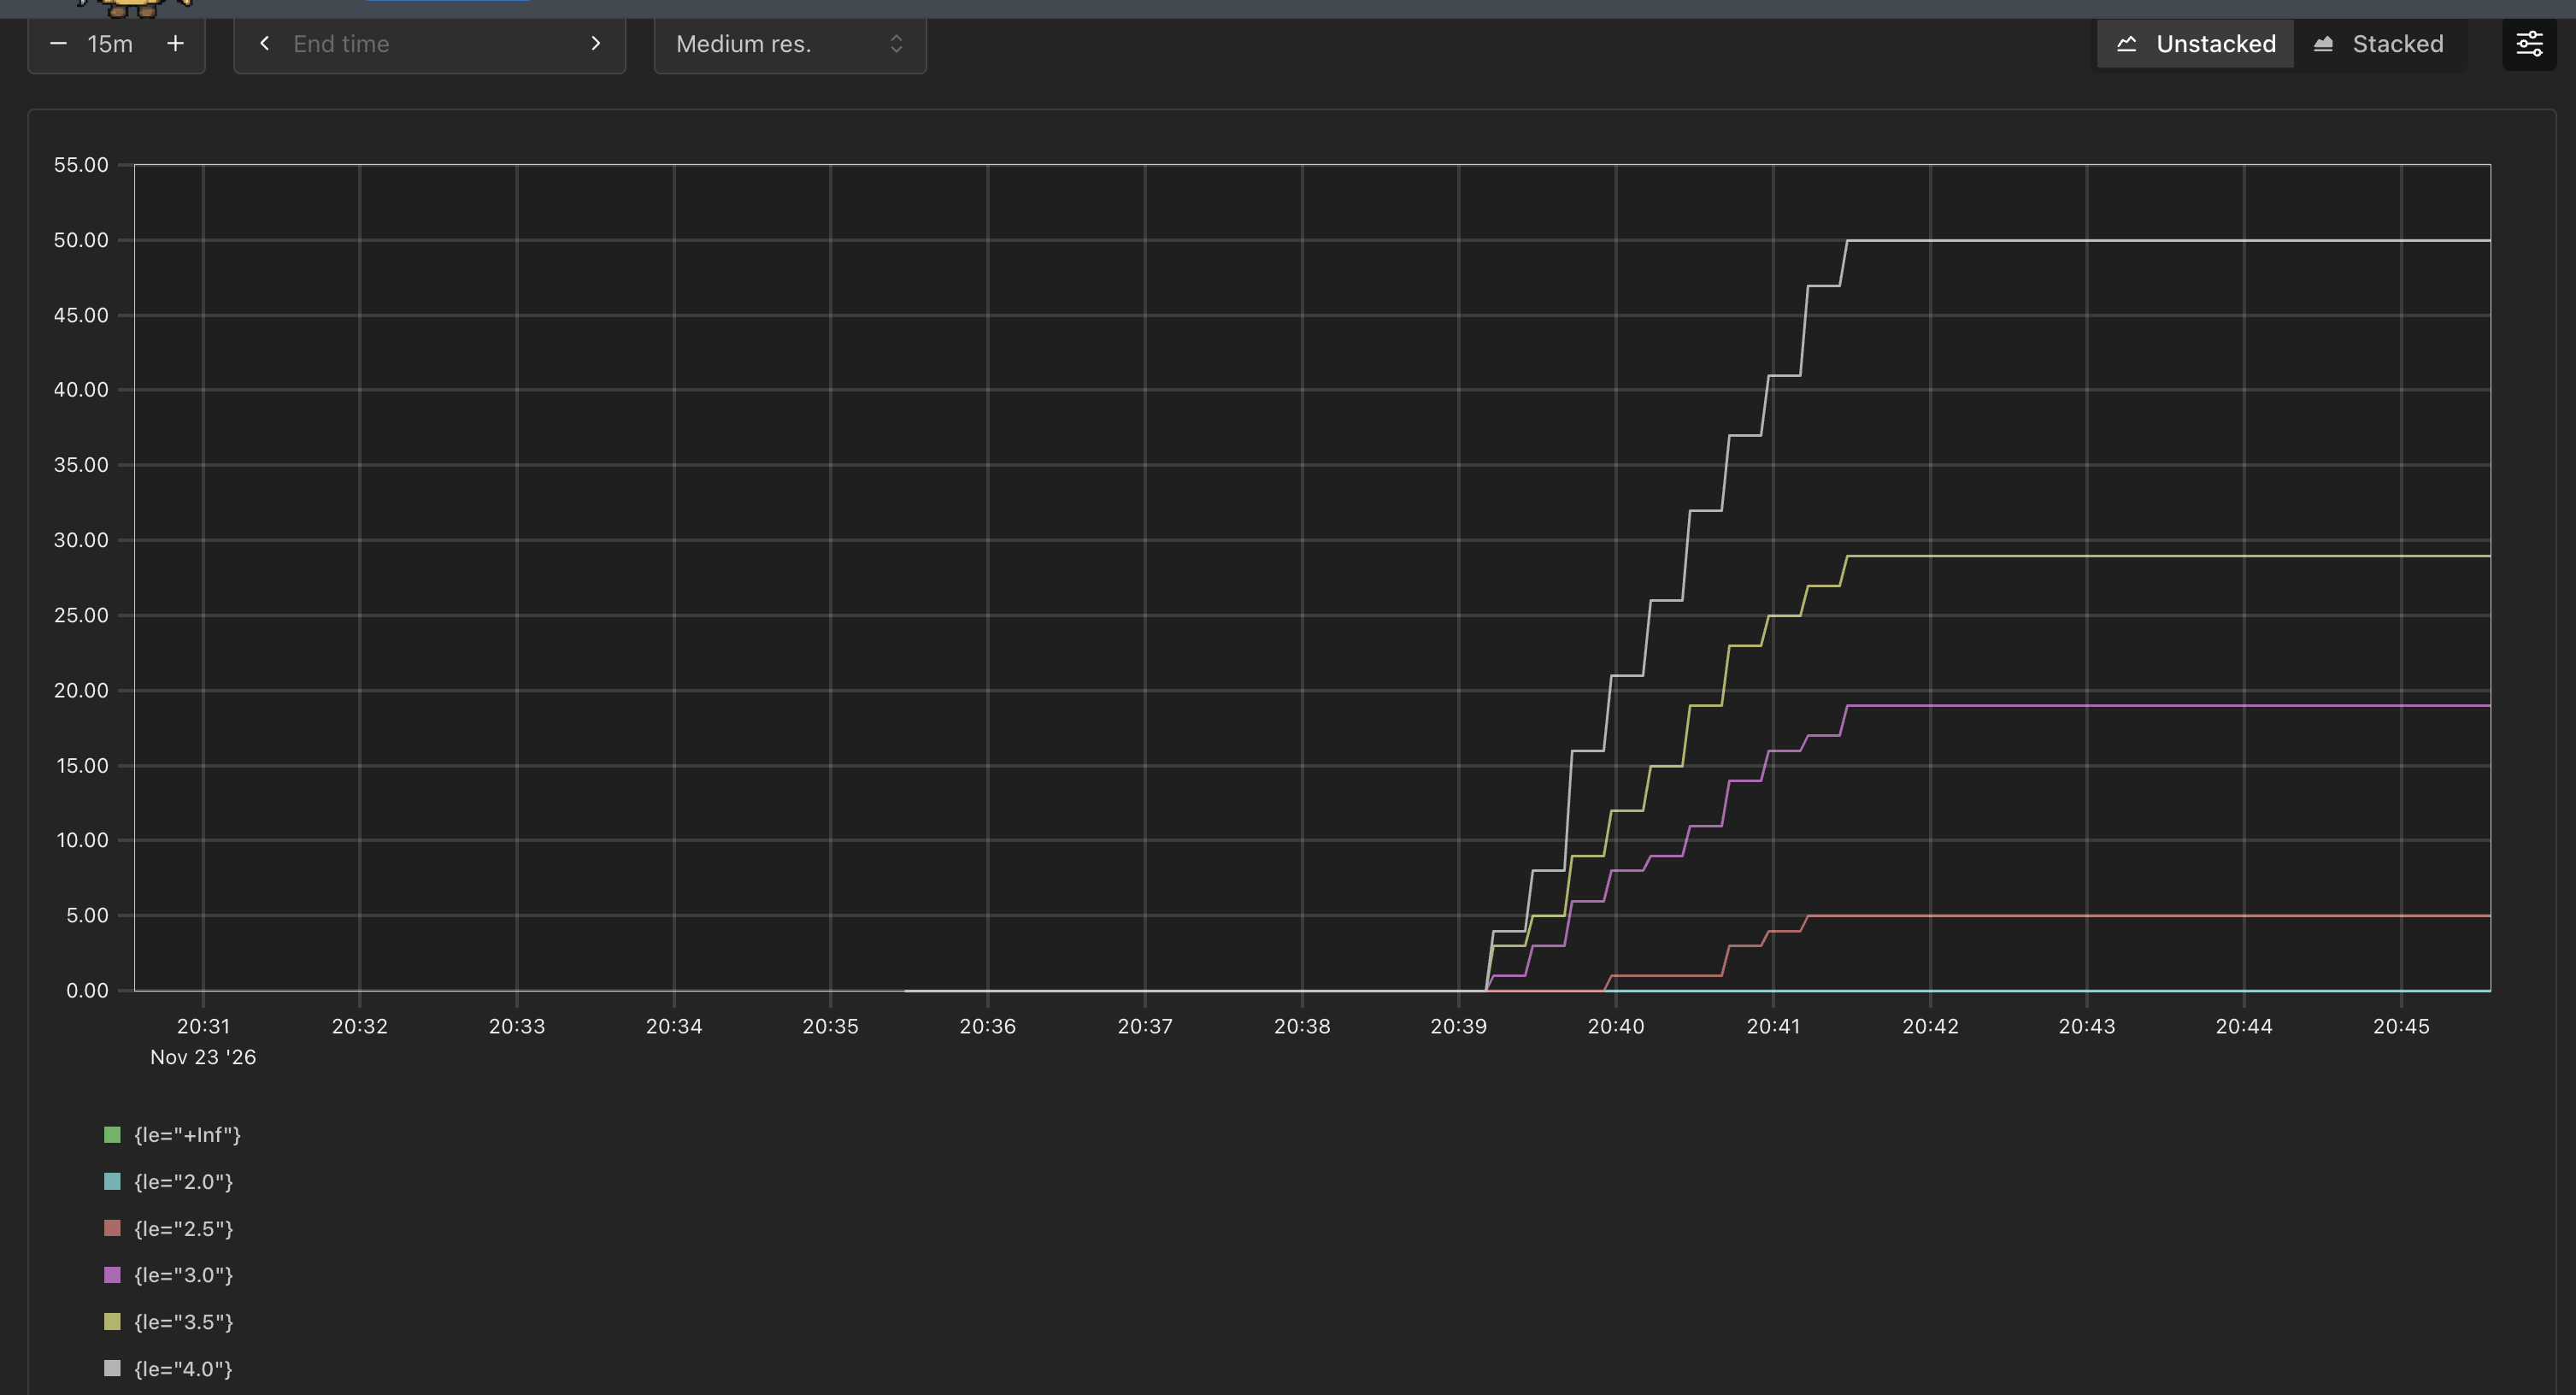 15m End time Medium res. Unstacked Stacked
55.00
50.00
45.00
40.00
35.00
30.00
25.00
20.00
15.00
10.00
5.00
0.00
20:31 20:32 20:33 20:34 20:35 20:36 20:37 20:38 20:39 20:40 20:41 20:42 20:43 20:44 20:45
Nov 23 '26
{le="+Inf"}
{le="2.0"}
{le="2.5"}
{le="3.0"}
{le="3.5"}
{le="4.0"}